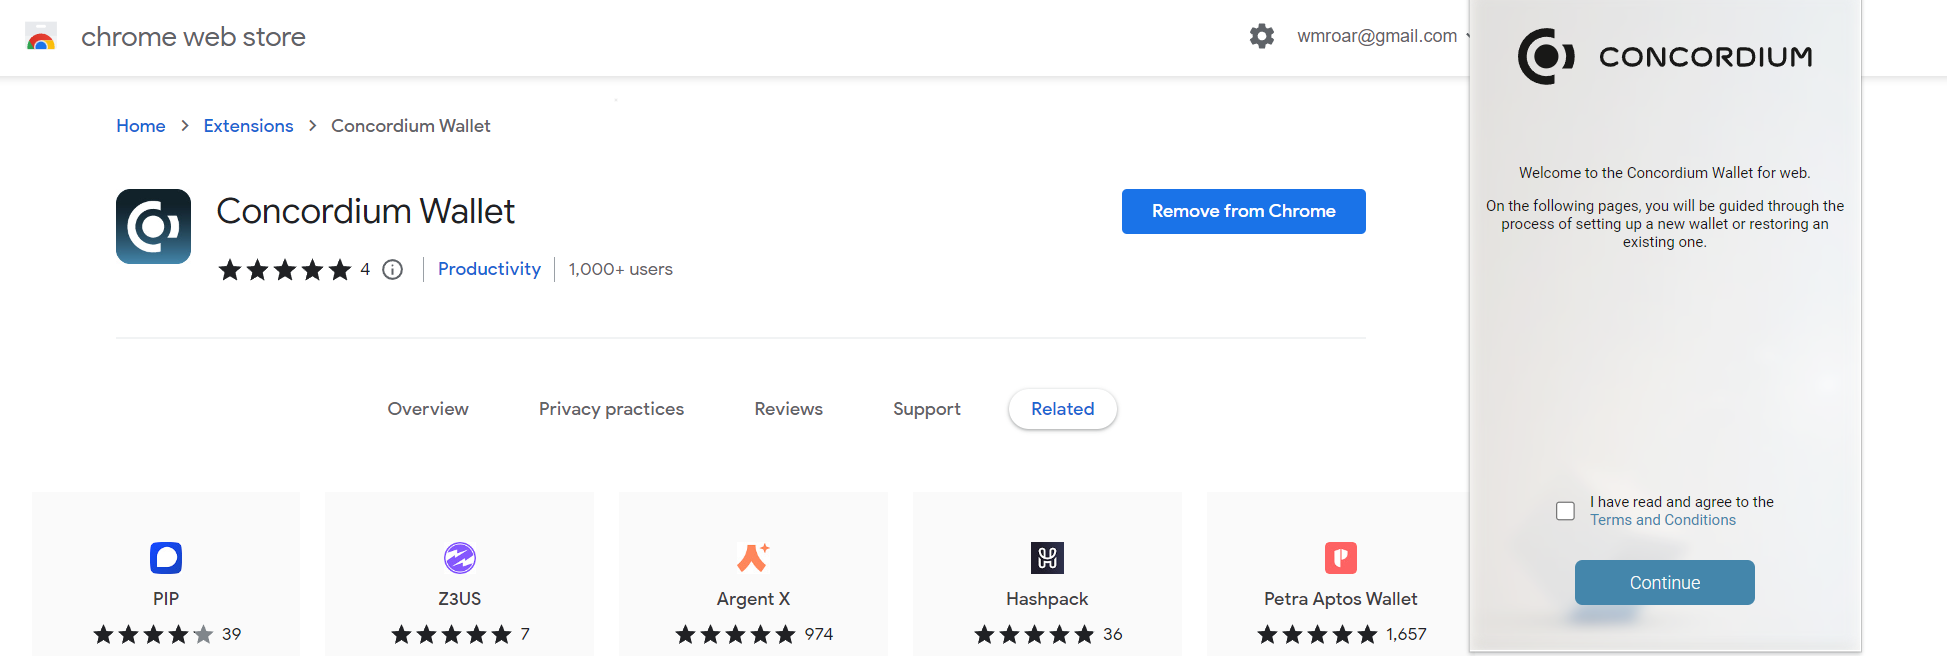 chrome web store
wmroar@gmail.com
Home > Extensions > Concordium Wallet
Concordium Wallet
Remove from Chrome
4 Productivity 1,000+ users
Overview Privacy practices Reviews Support Related
PIP
39
Z3US
7
Argent X
974
Hashpack
36
Petra Aptos Wallet
1,657
CONCORDIUM
Welcome to the Concordium Wallet for web.
On the following pages, you will be guided through the
process of setting up a new wallet or restoring an
existing one.
I have read and agree to the
Terms and Conditions
Continue